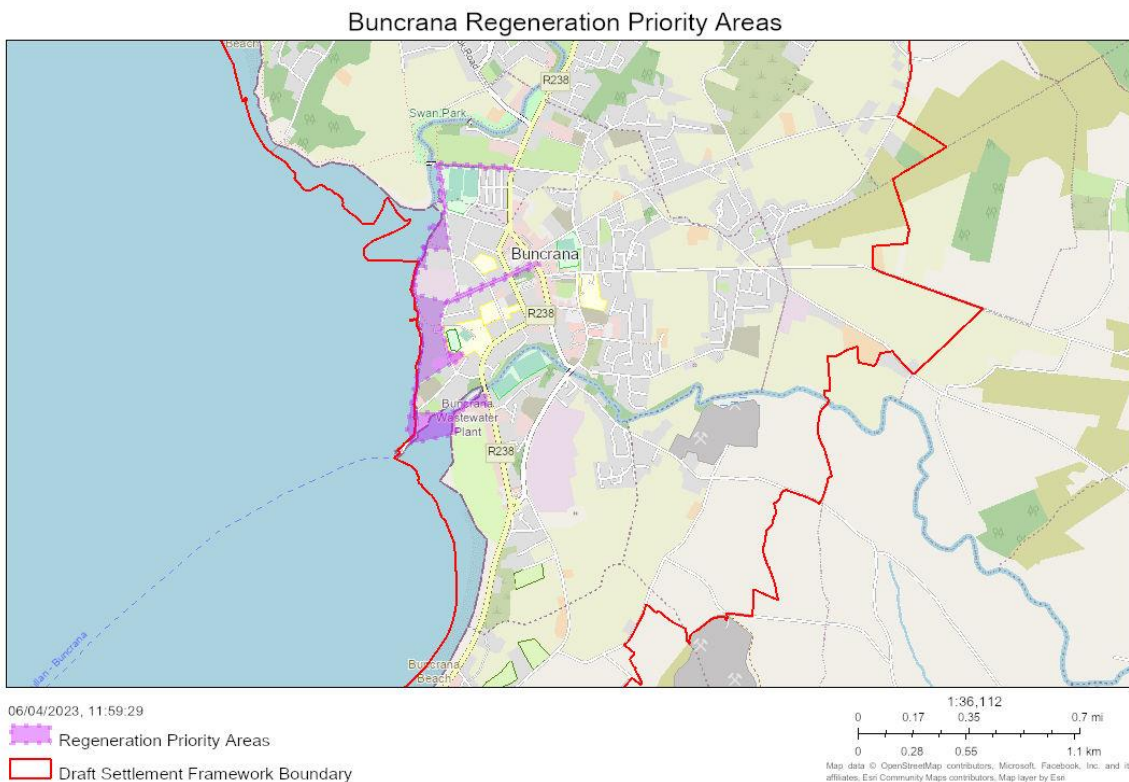 Buncrana Regeneration Priority Areas
Beach
Road
R238
Swan Park
Buncrana
R238
Buncrana
Wastewater
Plant
R238
Buncrana
Beach
- Buncrana
06/04/2023, 11:59:29
Regeneration Priority Areas
Draft Settlement Framework Boundary
1:36,112
0 0.17 0.35 0.7 mi
0 0.28 0.55 1.1 km
Map data © OpenStreetMap contributors, Microsoft, Facebook, Inc. and its
affiliates, Esri Community Maps contributors, Map layer by Esri